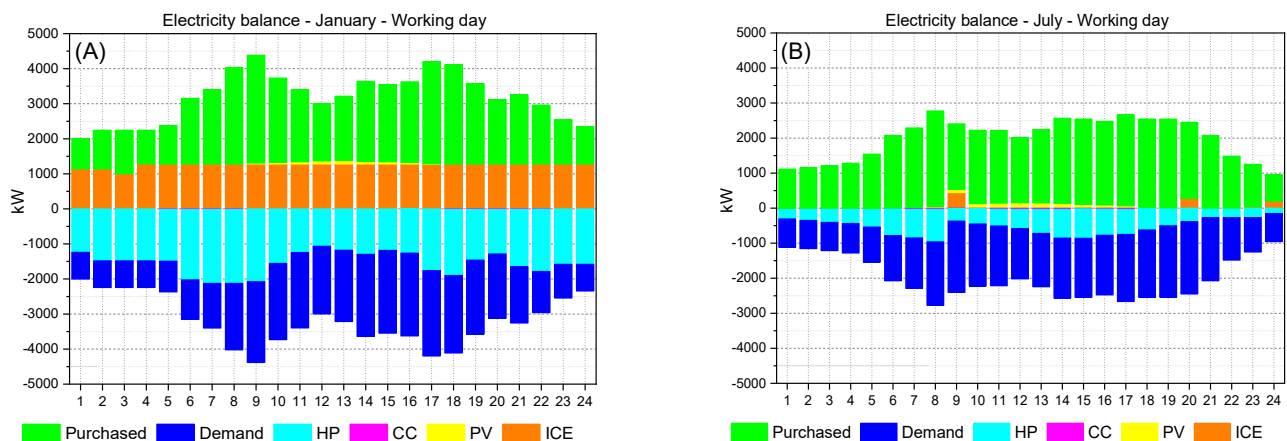 Electricity balance - January - Working day
(A)
5000
4000
3000
2000
1000
0
-1000
-2000
-3000
-4000
-5000
kW
1 2 3 4 5 6 7 8 9 10 11 12 13 14 15 16 17 18 19 20 21 22 23 24
Purchased Demand HP CC PV ICE
Electricity balance - July - Working day
(B)
5000
4000
3000
2000
1000
0
-1000
-2000
-3000
-4000
-5000
kW
1 2 3 4 5 6 7 8 9 10 11 12 13 14 15 16 17 18 19 20 21 22 23 24
Purchased Demand HP CC PV ICE